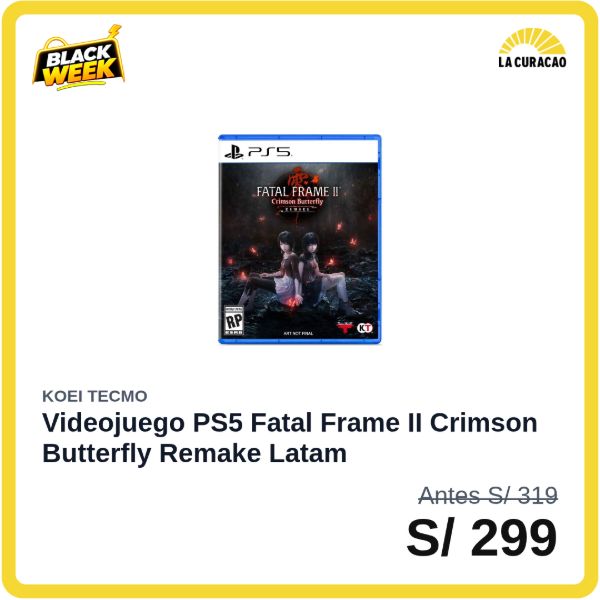 BLACK
WEEK
LA CURACAO
PS5
FATAL FRAME II
Crimson Butterfly
REMAKE
RP
ESRB
ART NOT FINAL
KT
KOEI TECMO
Videojuego PS5 Fatal Frame II Crimson
Butterfly Remake Latam
Antes S/ 319
S/ 299